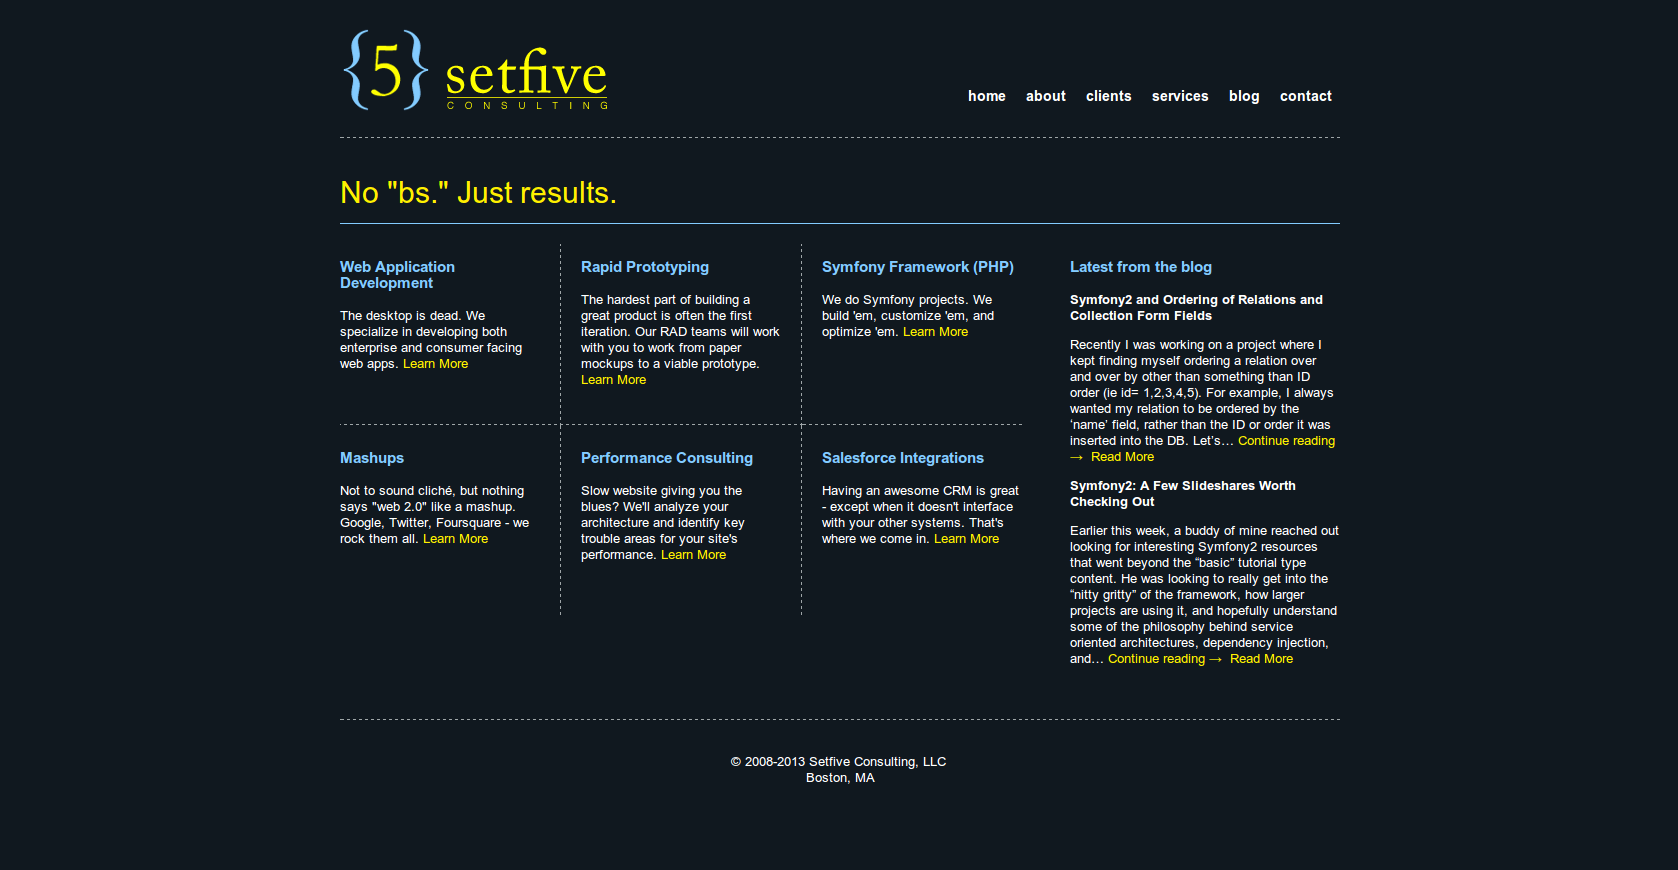 {5} setfive
CONSULTING
home about clients services blog contact
No "bs." Just results.
Web Application
Development
The desktop is dead. We
specialize in developing both
enterprise and consumer facing
web apps. Learn More
Rapid Prototyping
The hardest part of building a
great product is often the first
iteration. Our RAD teams will work
with you to work from paper
mockups to a viable prototype.
Learn More
Symfony Framework (PHP)
We do Symfony projects. We
build 'em, customize 'em, and
optimize 'em. Learn More
Mashups
Not to sound cliché, but nothing
says "web 2.0" like a mashup.
Google, Twitter, Foursquare - we
rock them all. Learn More
Performance Consulting
Slow website giving you the
blues? We'll analyze your
architecture and identify key
trouble areas for your site's
performance. Learn More
Salesforce Integrations
Having an awesome CRM is great
- except when it doesn't interface
with your other systems. That's
where we come in. Learn More
Latest from the blog
Symfony2 and Ordering of Relations and
Collection Form Fields
Recently I was working on a project where I
kept finding myself ordering a relation over
and over by other than something than ID
order (ie id= 1,2,3,4,5). For example, I always
wanted my relation to be ordered by the
‘name’ field, rather than the ID or order it was
inserted into the DB. Let’s… Continue reading
→ Read More
Symfony2: A Few Slideshares Worth
Checking Out
Earlier this week, a buddy of mine reached out
looking for interesting Symfony2 resources
that went beyond the “basic” tutorial type
content. He was looking to really get into the
“nitty gritty” of the framework, how larger
projects are using it, and hopefully understand
some of the philosophy behind service
oriented architectures, dependency injection,
and… Continue reading → Read More
© 2008-2013 Setfive Consulting, LLC
Boston, MA